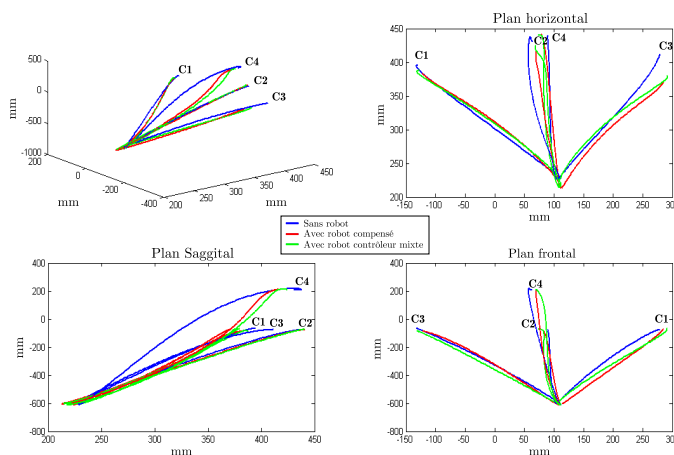 Plan horizontal
C1
C4
C2
C3
500
0
-500
-1000
mm
200
0
-200
-400
mm
200
250
300
350
400
450
mm
450
400
350
300
250
200
mm
C1
C2
C4
C3
-150
-100
-50
0
50
100
150
200
250
30
mm
Sans robot
Avec robot compensé
Avec robot contrôleur mixte
Plan Saggital
400
200
0
-200
-400
-600
-800
mm
C4
C1
C3
C2
200
250
300
350
400
450
mm
Plan frontal
400
200
0
-200
-400
-600
-800
mm
C3
C4
C2
C1
-150
-100
-50
0
50
100
150
200
250
30
mm